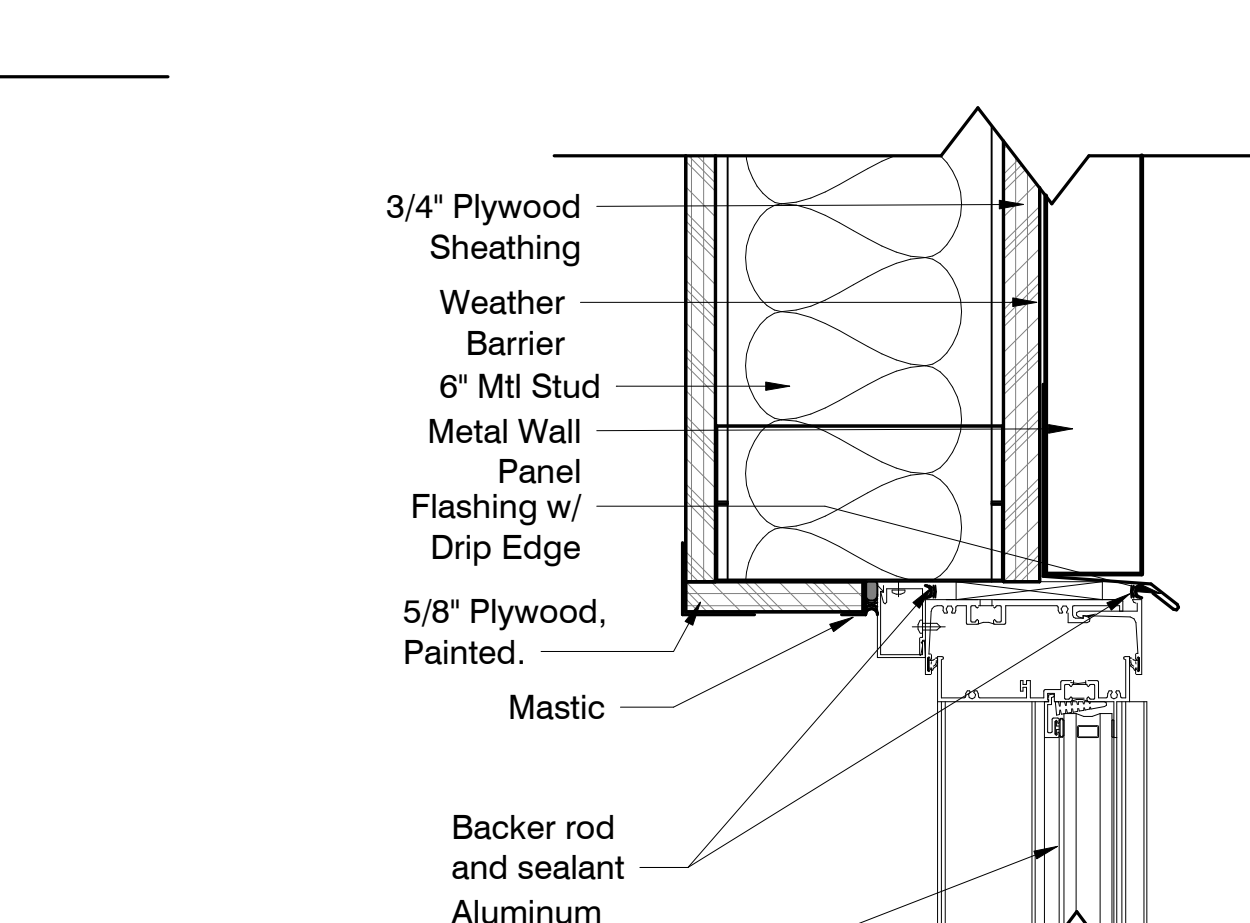 3/4" Plywood
Sheathing
Weather
Barrier
6" Mtl Stud
Metal Wall
Panel
Flashing w/
Drip Edge
5/8" Plywood,
Painted.
Mastic
Backer rod
and sealant
Aluminum